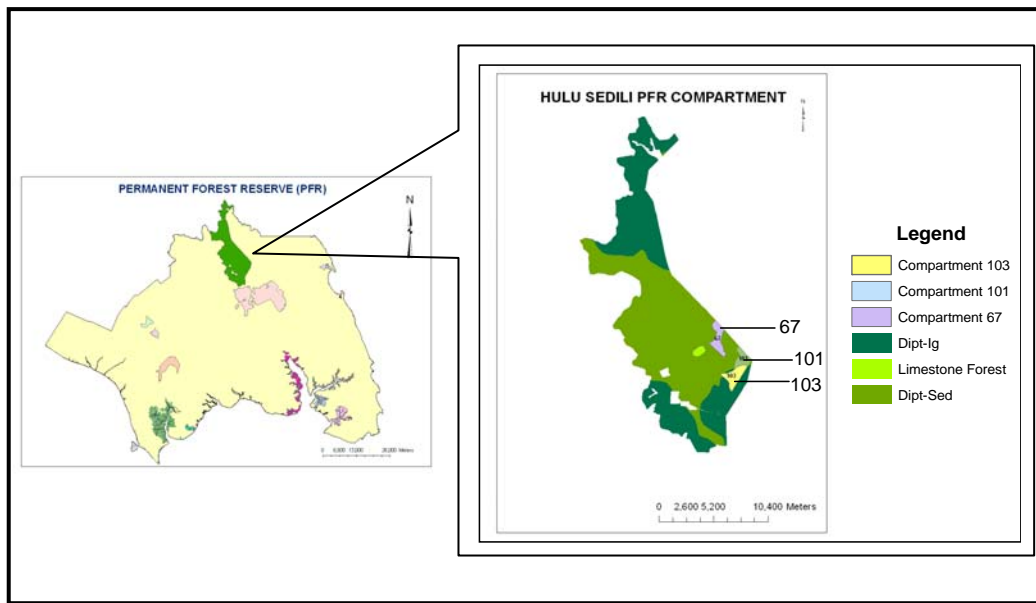 PERMANENT FOREST RESERVE (PFR)
N
HULU SEDILI PFR COMPARTMENT
N
67
101
103
0 2,600 5,200 10,400 Meters
Legend
Compartment 103
Compartment 101
Compartment 67
Dipt-Ig
Limestone Forest
Dipt-Sed